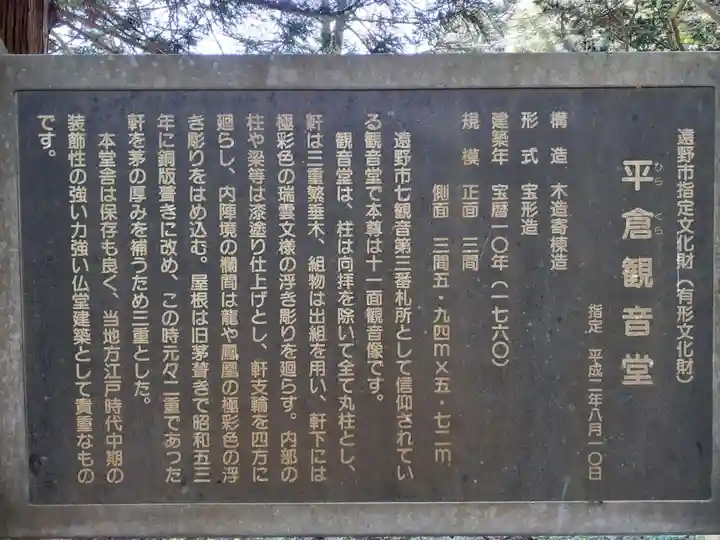 遠野市指定文化財（有形文化財）
ひら くら
平倉観音堂
指定 平成二年八月一〇日
構造 木造寄棟造
形式 宝形造
建築年 宝暦一〇年（一七六〇）
規模 正面 三間
側面 三間五・九四m×五・七二m
遠野市七観音第三番札所として信仰されてい
る観音堂で本尊は十一面観音像です。
観音堂は、柱は向拝を除いて全て丸柱とし、
軒は三重繁垂木、組物は出組を用い、軒下には
極彩色の瑞雲文様の浮き彫りを廻らす。内部の
柱や梁等は漆塗り仕上げとし、軒支輪を四方に
廻らし、内陣境の欄間は龍や鳳凰の極彩色の浮
き彫りをはめ込む。屋根は旧茅葺きで昭和五三
年に銅版葺きに改め、この時元々二重であった
軒を茅の厚みを補うため三重とした。
本堂舎は保存も良く、当地方江戸時代中期の
装飾性の強い力強い仏堂建築として貴重なもの
です。